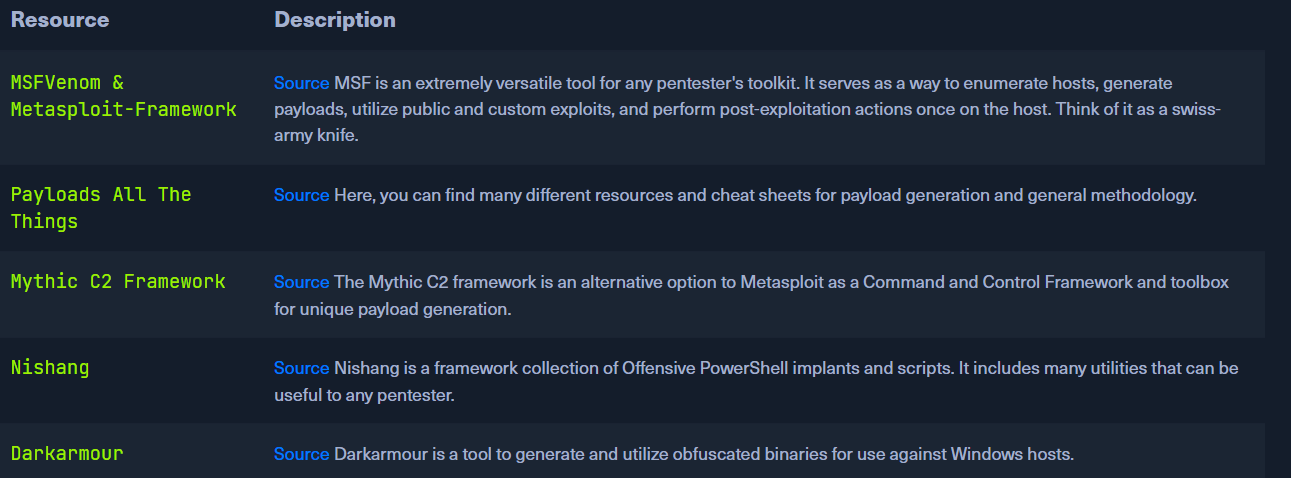 Resource Description
MSFVenom &
Metasploit-Framework
Source MSF is an extremely versatile tool for any pentester's toolkit. It serves as a way to enumerate hosts, generate
payloads, utilize public and custom exploits, and perform post-exploitation actions once on the host. Think of it as a swiss-
army knife.
Payloads All The
Things
Source Here, you can find many different resources and cheat sheets for payload generation and general methodology.
Mythic C2 Framework
Source The Mythic C2 framework is an alternative option to Metasploit as a Command and Control Framework and toolbox
for unique payload generation.
Nishang
Source Nishang is a framework collection of Offensive PowerShell implants and scripts. It includes many utilities that can be
useful to any pentester.
Darkarmour
Source Darkarmour is a tool to generate and utilize obfuscated binaries for use against Windows hosts.